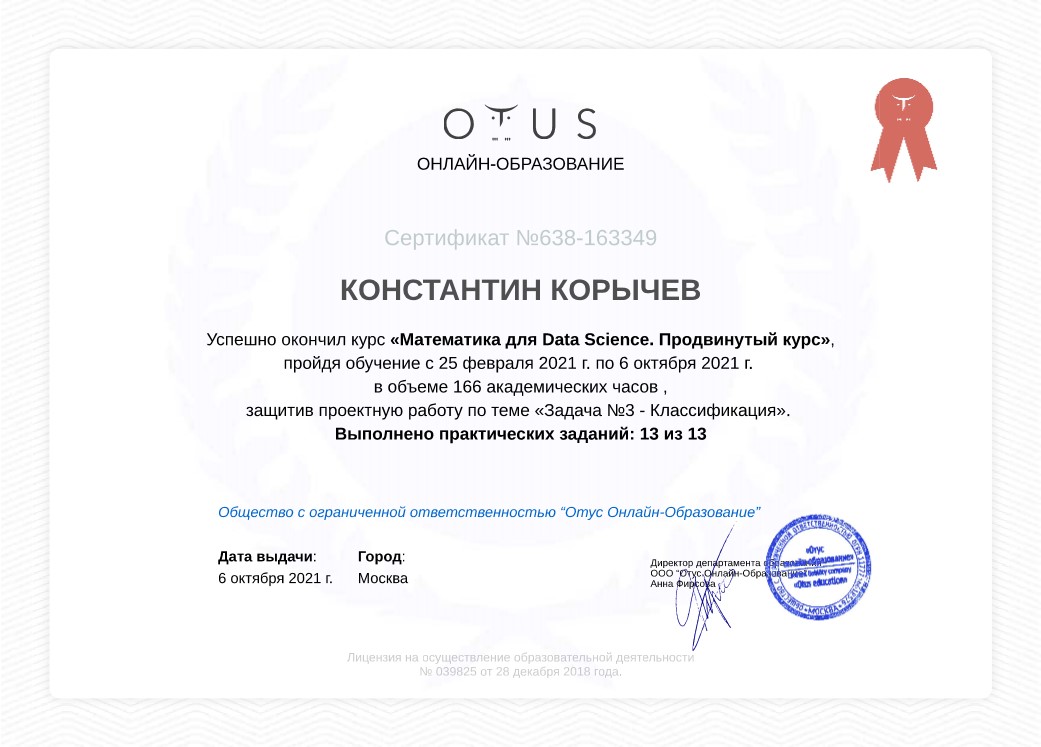 OTUS
ОНЛАЙН-ОБРАЗОВАНИЕ
Сертификат №638-163349
КОНСТАНТИН КОРЫЧЕВ
Успешно окончил курс «Математика для Data Science. Продвинутый курс»,
пройдя обучение с 25 февраля 2021 г. по 6 октября 2021 г.
в объеме 166 академических часов ,
защитив проектную работу по теме «Задача №3 - Классификация».
Выполнено практических заданий: 13 из 13
Общество с ограниченной ответственностью “Отус Онлайн-Образование”
Дата выдачи: Город:
6 октября 2021 г. Москва
Директор департамента образования
ООО "Отус Онлайн-Образование"
Анна Фирсова
«Отус
онлайн-образование»
«Otus education»
МОСКВА
Лицензия на осуществление образовательной деятельности
№ 039825 от 28 декабря 2018 года.